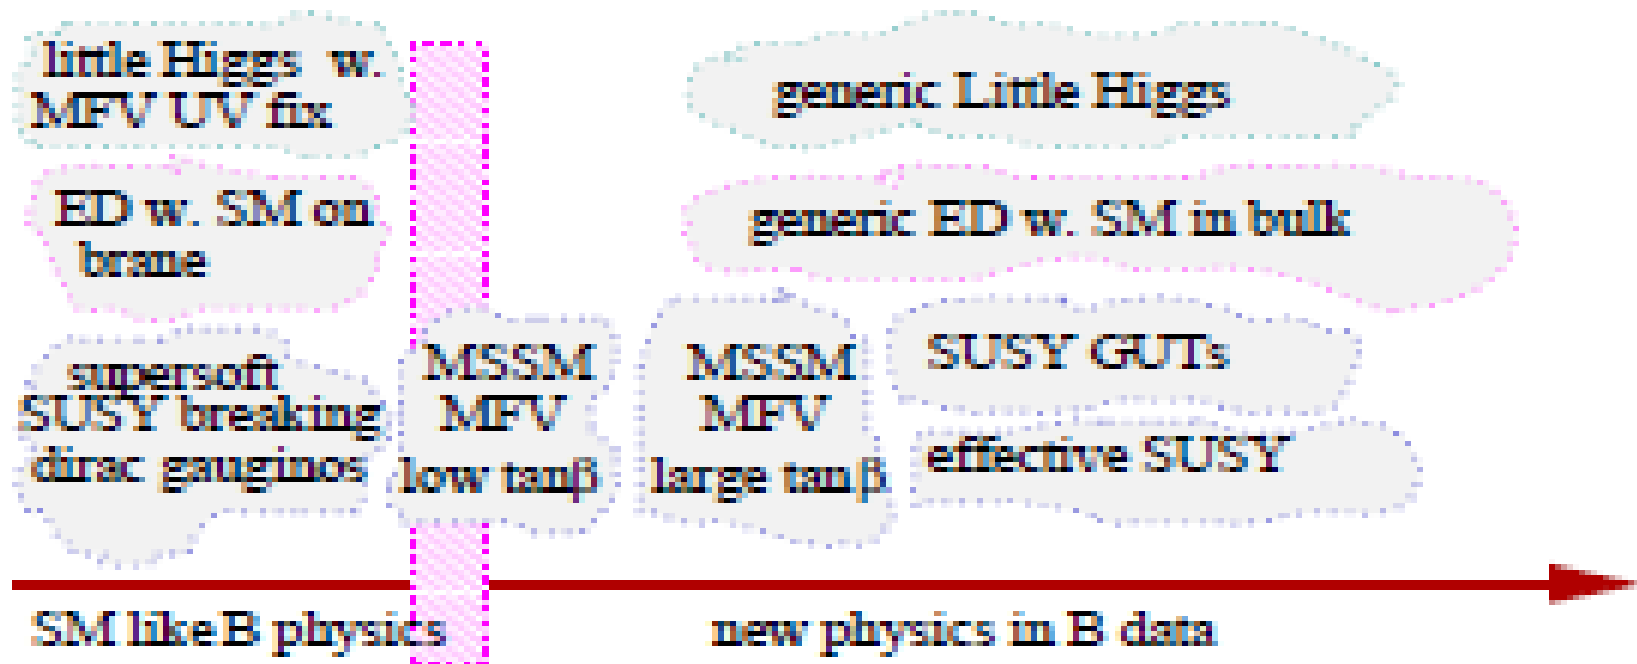 little Higgs w.
MFV UV fix
generic Little Higgs
ED w. SM on
brane
generic ED w. SM in bulk
supersoft
SUSY breaking
dirac gauginos
MSSM
MFV
low tanβ
MSSM
MFV
large tanβ
SUSY GUTs
effective SUSY
SM like B physics
new physics in B data